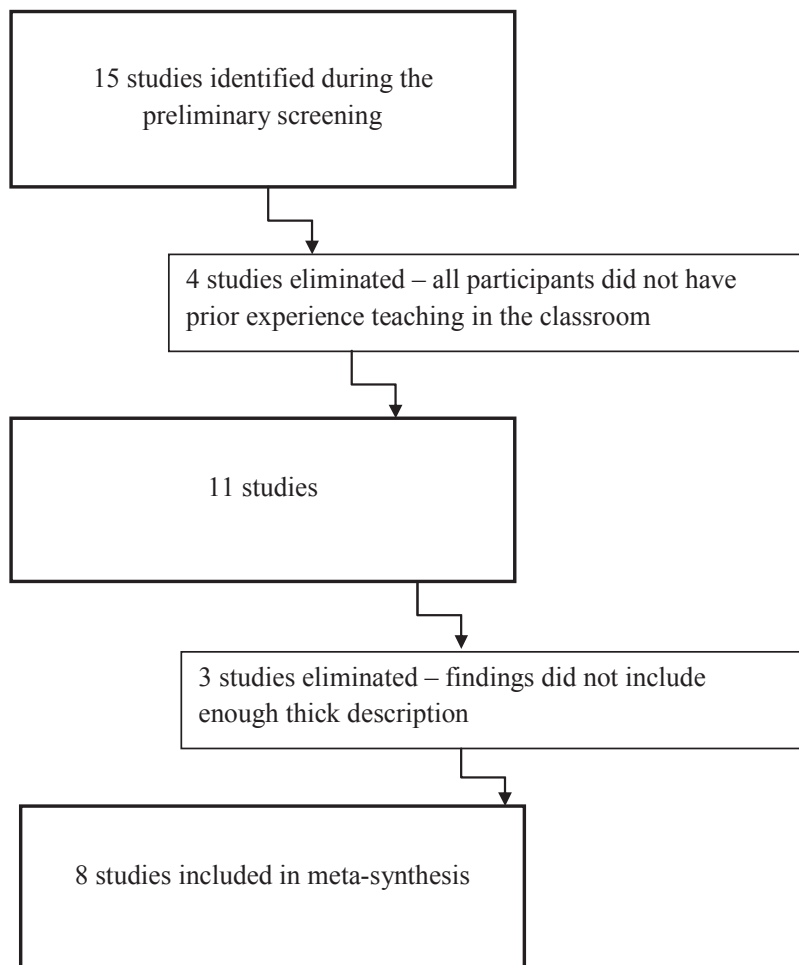 15 studies identified during the
preliminary screening
4 studies eliminated – all participants did not have
prior experience teaching in the classroom
11 studies
3 studies eliminated – findings did not include
enough thick description
8 studies included in meta-synthesis